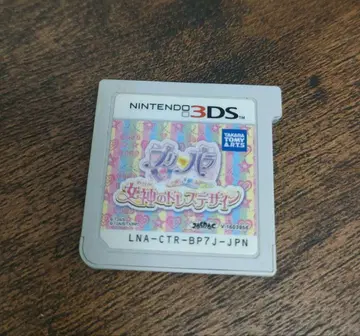 NINTENDO 3DS
TAKARA TOMY A.R.T.S
プリパラ
女神のドレスデザイン
LNA-CTR-BP7J-JPN